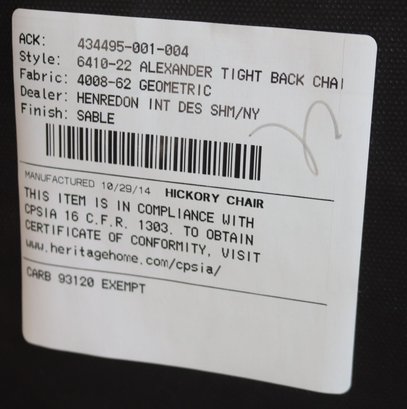 ACK: 434495-001-004
Style: 6410-22 ALEXANDER TIGHT BACK CHAI
Fabric: 4008-62 GEOMETRIC
Dealer: HENREDON INT DES SHM/NY
Finish: SABLE
MANUFACTURED 10/29/14 HICKORY CHAIR
THIS ITEM IS IN COMPLIANCE WITH
CPSIA 16 C.F.R. 1303. TO OBTAIN
CERTIFICATE OF CONFORMITY, VISIT
www.heritagehome.com/cpsia/
CARB 93120 EXEMPT